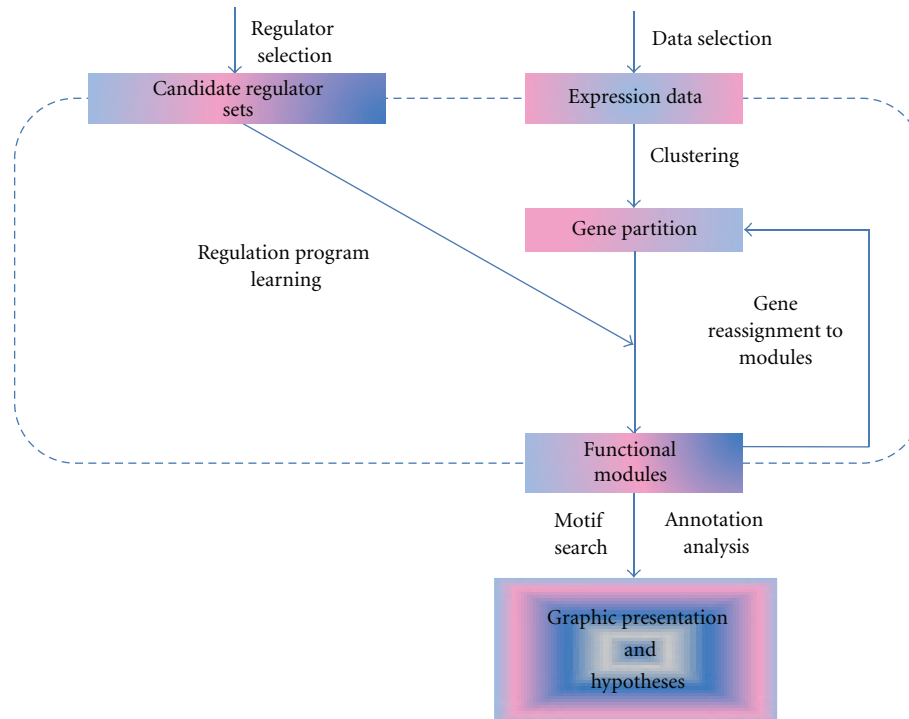 Regulator
selection
Data selection
Candidate regulator
sets
Expression data
Clustering
Gene partition
Regulation program
learning
Gene
reassignment to
modules
Functional
modules
Motif
search
Annotation
analysis
Graphic presentation
and
hypotheses